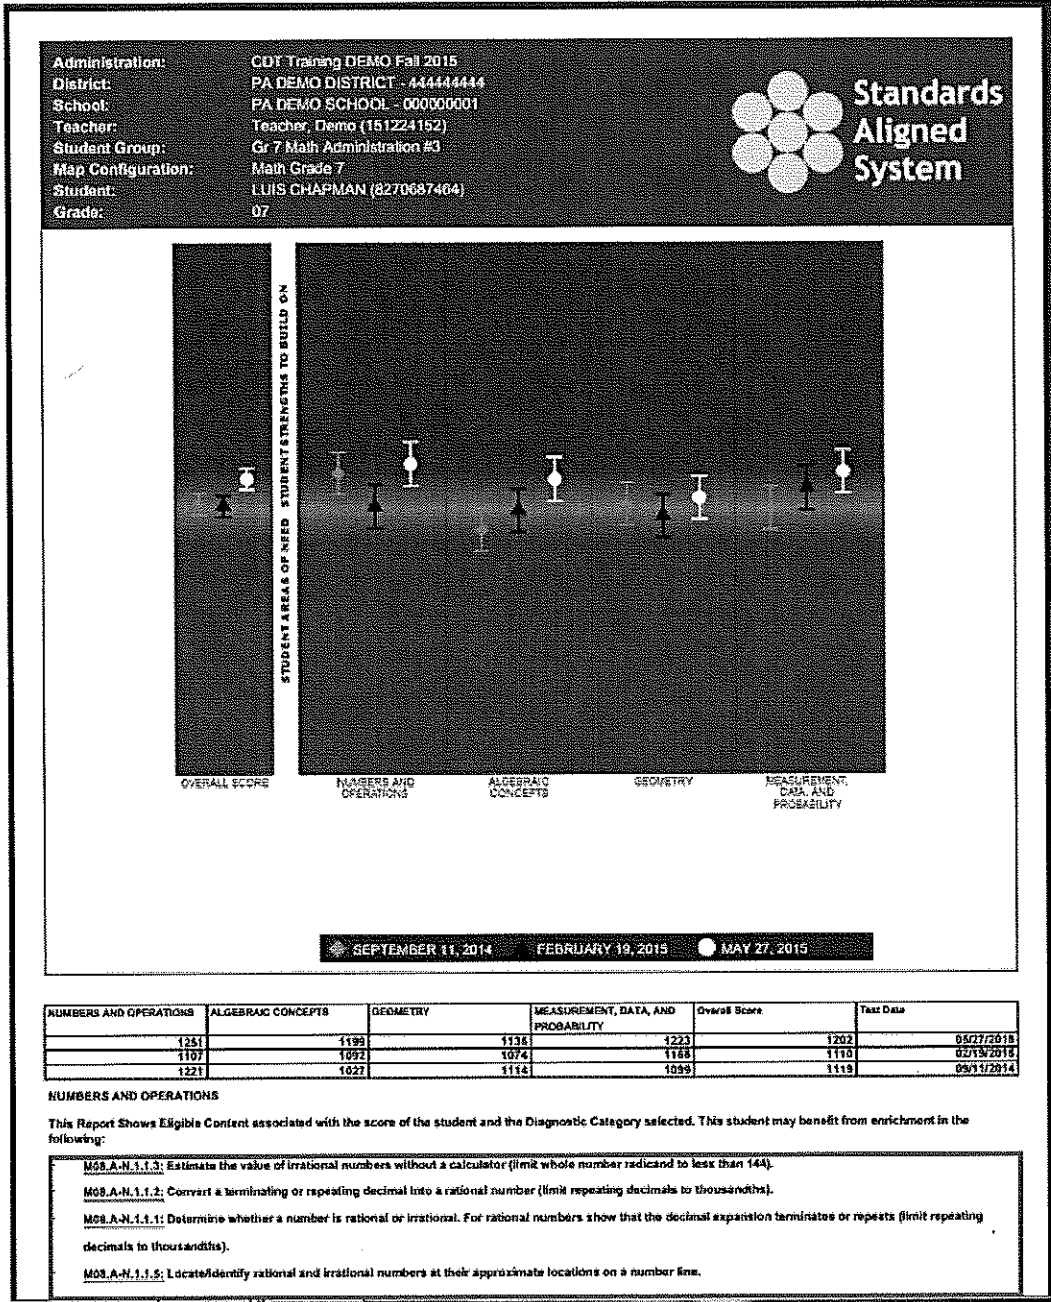 Administration: CDT Training DEMO Fall 2015
District: PA DEMO DISTRICT - 444444444
School: PA DEMO SCHOOL - 000000001
Teacher: Teacher, Demo (151224152)
Student Group: Gr 7 Math Administration #3
Map Configuration: Math Grade 7
Student: LUIS CHAPMAN (8270687464)
Grade: 07
Standards
Aligned
System
STUDENT AREAS OF NEED STUDENT STRENGTHS TO BUILD ON
OVERALL SCORE
NUMBERS AND
OPERATIONS
ALGEBRAIC
CONCEPTS
GEOMETRY
MEASUREMENT,
DATA, AND
PROBABILITY
SEPTEMBER 11, 2014 FEBRUARY 19, 2015 MAY 27, 2015
NUMBERS AND OPERATIONS ALGEBRAIC CONCEPTS GEOMETRY MEASUREMENT, DATA, AND PROBABILITY Overall Score Test Date
1251 1199 1136 1223 1202 05/27/2015
1107 1092 1074 1168 1110 02/19/2015
1221 1027 1114 1099 1119 09/11/2014
NUMBERS AND OPERATIONS
This Report Shows Eligible Content associated with the score of the student and the Diagnostic Category selected. This student may benefit from enrichment in the
following:
M08.A-N.1.1.3: Estimate the value of irrational numbers without a calculator (limit whole number radicand to less than 144).
M08.A-N.1.1.2: Convert a terminating or repeating decimal into a rational number (limit repeating decimals to thousandths).
M08.A-N.1.1.1: Determine whether a number is rational or irrational. For rational numbers show that the decimal expansion terminates or repeats (limit repeating
decimals to thousandths).
M08.A-N.1.1.5: Locate/identify rational and irrational numbers at their approximate locations on a number line.